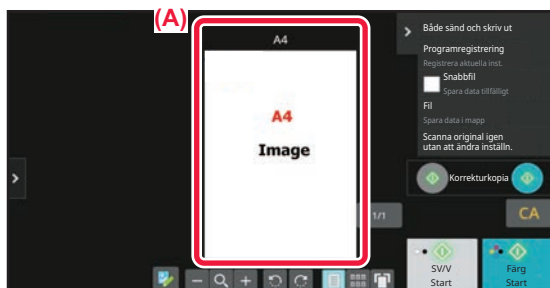 (A)
A4
A4
Image
1/1
Både sänd och skriv ut
Programregistrering
Registrera aktuella inst.
Snabbfil
Spara data tillfälligt
Fil
Spara data i mapp
Scanna original igen
utan att ändra inställn.
Korrekturkopia
CA
SV/V
Start
Färg
Start